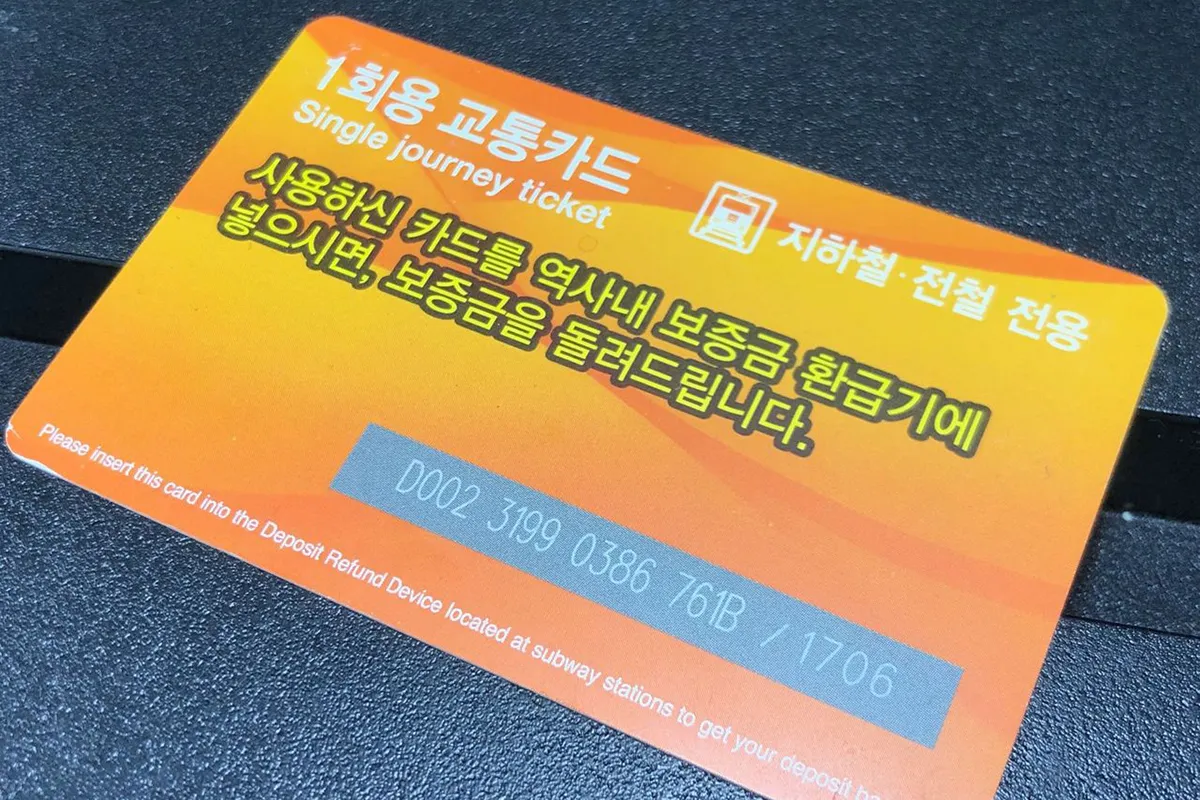 1회용 교통카드
Single journey ticket
지하철·전철 전용
사용하신 카드를 역사내 보증금 환급기에
넣으시면, 보증금을 돌려드립니다.
D002 3199 0386 761B / 1706
Please insert this card into the Deposit Refund Device located at subway stations to get your deposit